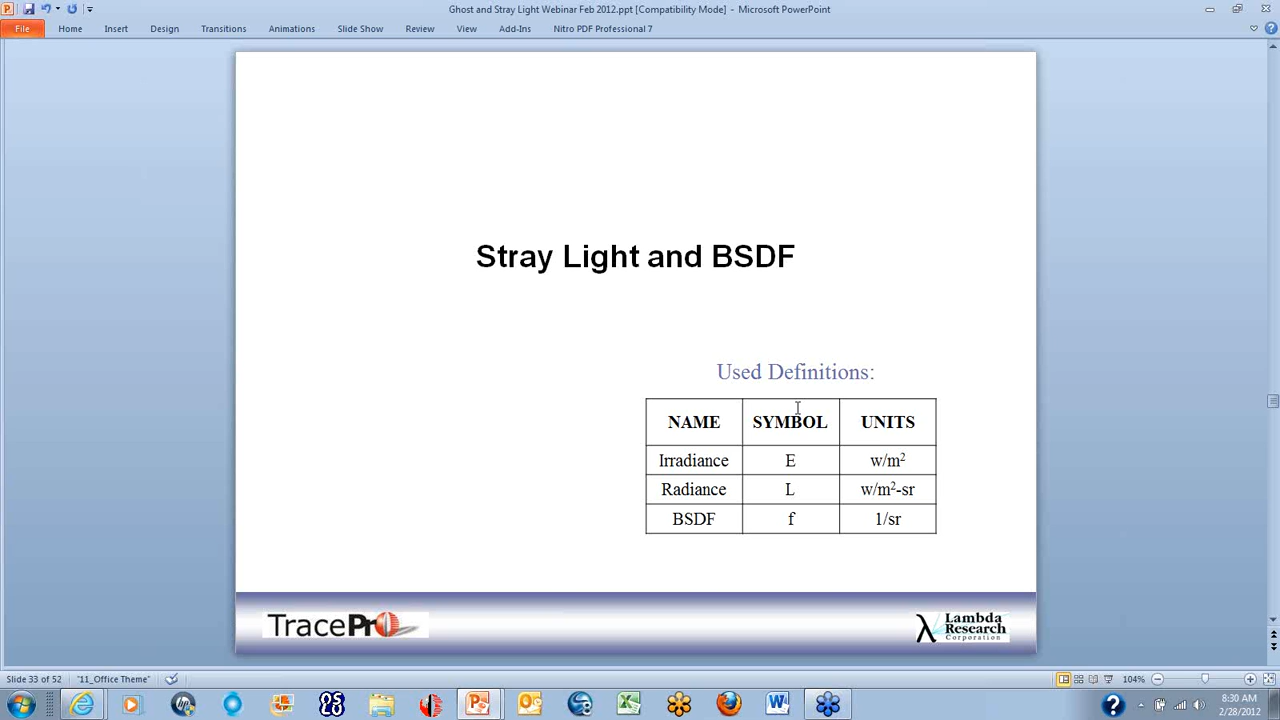 Ghost and Stray Light Webinar Feb 2012.ppt [Compatibility Mode] - Microsoft PowerPoint
File Home Insert Design Transitions Animations Slide Show Review View Add-Ins Nitro PDF Professional 7
Stray Light and BSDF
Used Definitions:
NAME SYMBOL UNITS
Irradiance E w/m²
Radiance L w/m²-sr
BSDF f 1/sr
TracePro
Lambda
Research
Corporation
Slide 33 of 52 "11_Office Theme" 104%
8:30 AM
2/28/2012